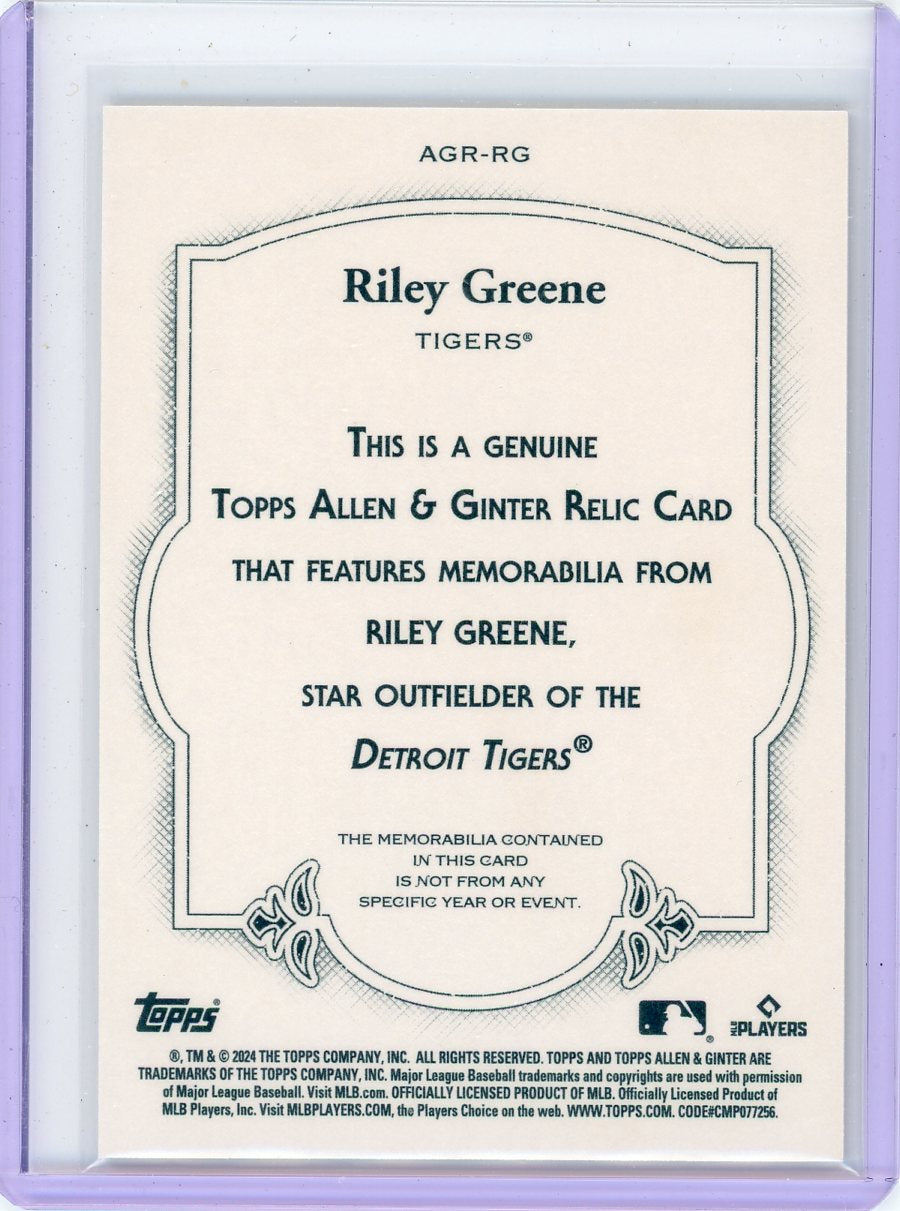 AGR-RG
Riley Greene
TIGERS®
THIS IS A GENUINE
TOPPS ALLEN & GINTER RELIC CARD
THAT FEATURES MEMORABILIA FROM
RILEY GREENE,
STAR OUTFIELDER OF THE
DETROIT TIGERS®
THE MEMORABILIA CONTAINED
IN THIS CARD
IS NOT FROM ANY
SPECIFIC YEAR OR EVENT.
TOPPS®
®
MLB PLAYERS
®, TM & © 2024 THE TOPPS COMPANY, INC. ALL RIGHTS RESERVED. TOPPS AND TOPPS ALLEN & GINTER ARE
TRADEMARKS OF THE TOPPS COMPANY, INC. Major League Baseball trademarks and copyrights are used with permission
of Major League Baseball. Visit MLB.com. OFFICIALLY LICENSED PRODUCT OF MLB. Officially Licensed Product of
MLB Players, Inc. Visit MLBPLAYERS.COM, the Players Choice on the web. WWW.TOPPS.COM. CODE#CMP077256.